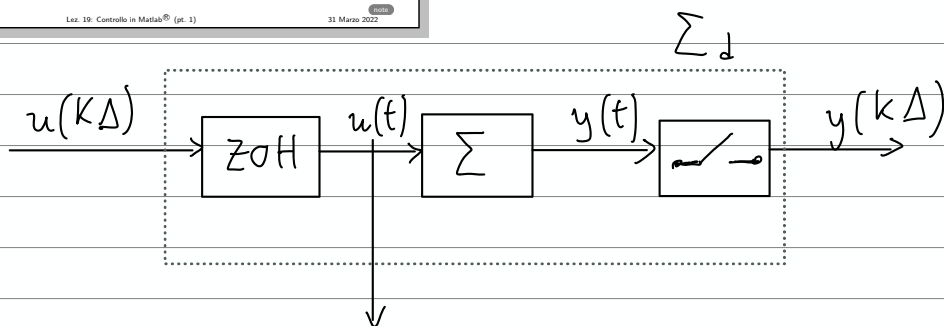 note
Lez. 19: Controllo in Matlab® (pt. 1) 31 Marzo 2022
Σd
u(KΔ) u(t) y(t) y(KΔ)
ZOH Σ